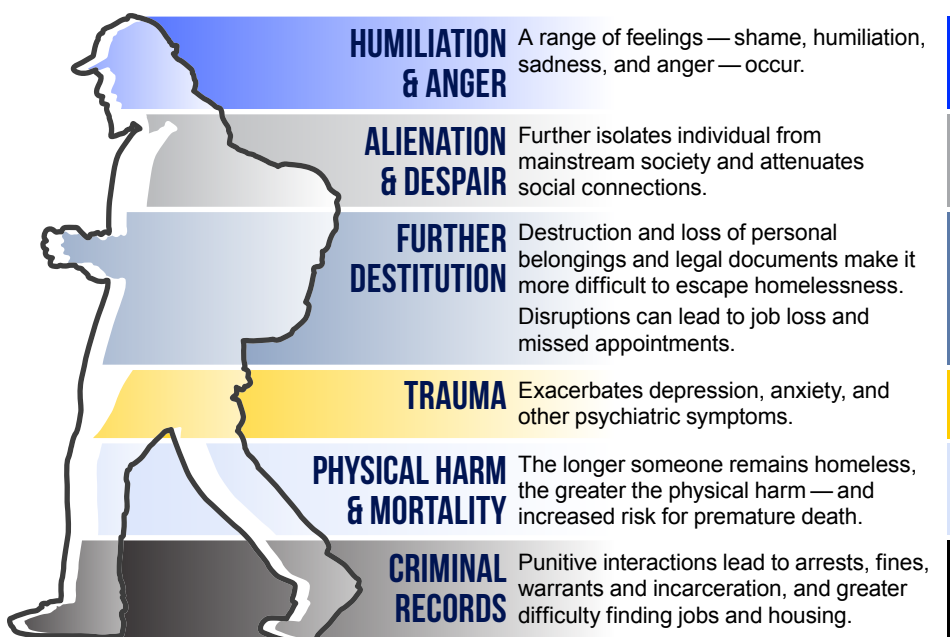 HUMILIATION & ANGER
A range of feelings — shame, humiliation,
sadness, and anger — occur.
ALIENATION
& DESPAIR
Further isolates individual from
mainstream society and attenuates
social connections.
FURTHER
DESTITUTION
Destruction and loss of personal
belongings and legal documents make it
more difficult to escape homelessness.
Disruptions can lead to job loss and
missed appointments.
TRAUMA
Exacerbates depression, anxiety, and
other psychiatric symptoms.
PHYSICAL HARM
& MORTALITY
The longer someone remains homeless,
the greater the physical harm — and
increased risk for premature death.
CRIMINAL
RECORDS
Punitive interactions lead to arrests, fines,
warrants and incarceration, and greater
difficulty finding jobs and housing.